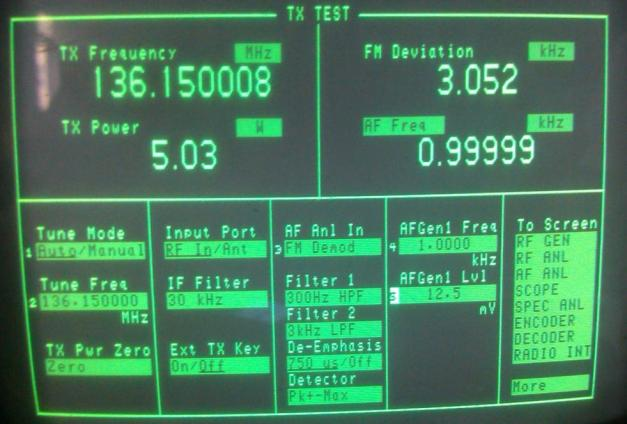 TX TEST
TX Frequency MHz
136.150008
TX Power W
5.03
FM Deviation kHz
3.052
AF Freq kHz
0.99999
Tune Mode
1 Auto/Manual
Tune Freq
2 136.150000
MHz
TX Pwr Zero
Zero
Input Port
RF In/Ant
IF Filter
30 kHz
Ext TX Key
On/Off
AF Anl In
3 FM Demod
Filter 1
300Hz HPF
Filter 2
3kHz LPF
De-Emphasis
750 us/Off
Detector
Pk+-Max
AFGen1 Freq
4 1.0000
kHz
AFGen1 Lvl
5 12.5
mV
To Screen
RF GEN
RF ANL
AF ANL
SCOPE
SPEC ANL
ENCODER
DECODER
RADIO INT
More